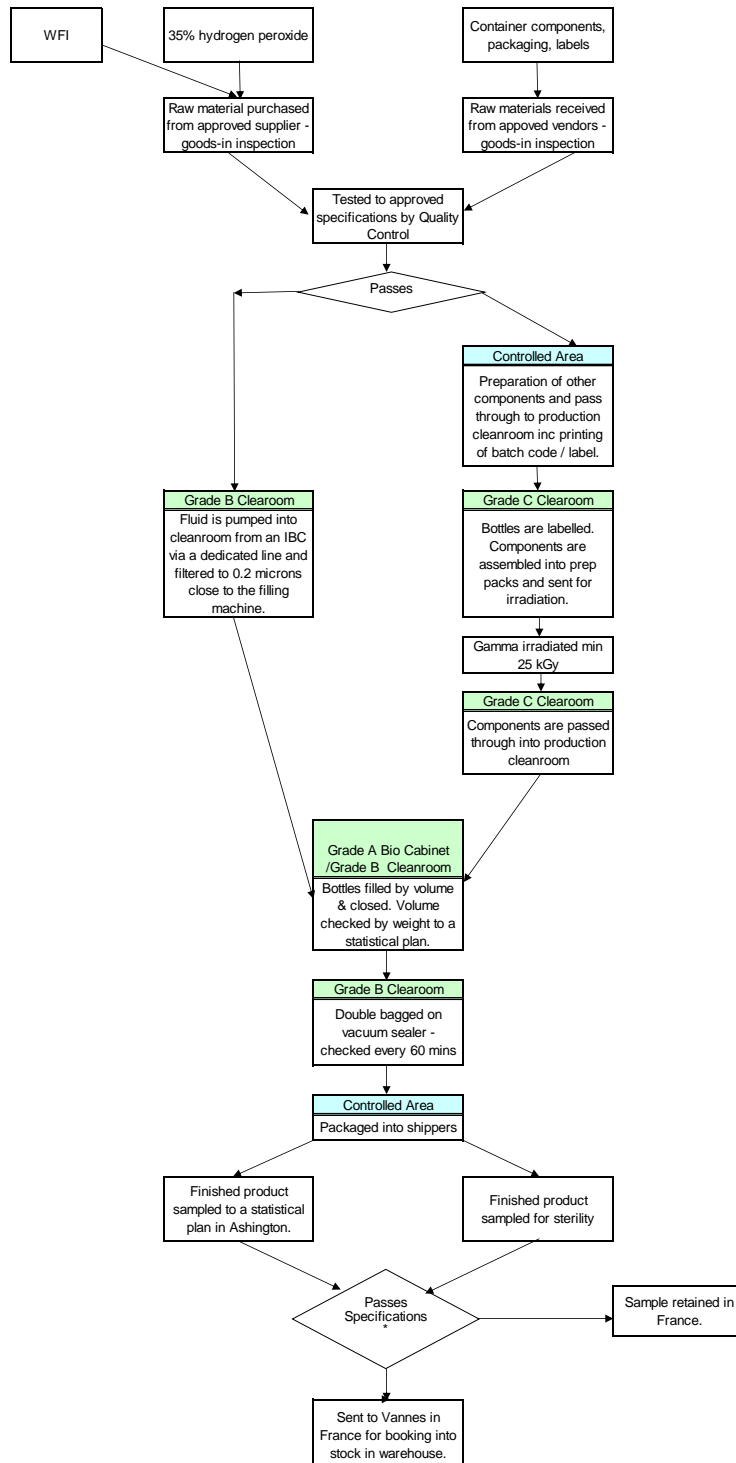 WFI
35% hydrogen peroxide
Container components,
packaging, labels
Raw material purchased
from approved supplier -
goods-in inspection
Raw materials received
from appoved vendors -
goods-in inspection
Tested to approved
specifications by Quality
Control
Passes
Controlled Area
Preparation of other
components and pass
through to production
cleanroom inc printing
of batch code / label.
Grade B Clearoom
Fluid is pumped into
cleanroom from an IBC
via a dedicated line and
filtered to 0.2 microns
close to the filling
machine.
Grade C Clearoom
Bottles are labelled.
Components are
assembled into prep
packs and sent for
irradiation.
Gamma irradiated min
25 kGy
Grade C Clearoom
Components are passed
through into production
cleanroom
Grade A Bio Cabinet
/Grade B Cleanroom
Bottles filled by volume
& closed. Volume
checked by weight to a
statistical plan.
Grade B Clearoom
Double bagged on
vacuum sealer -
checked every 60 mins
Controlled Area
Packaged into shippers
Finished product
sampled to a statistical
plan in Ashington.
Finished product
sampled for sterility
Passes
Specifications
*
Sample retained in
France.
Sent to Vannes in
France for booking into
stock in warehouse.